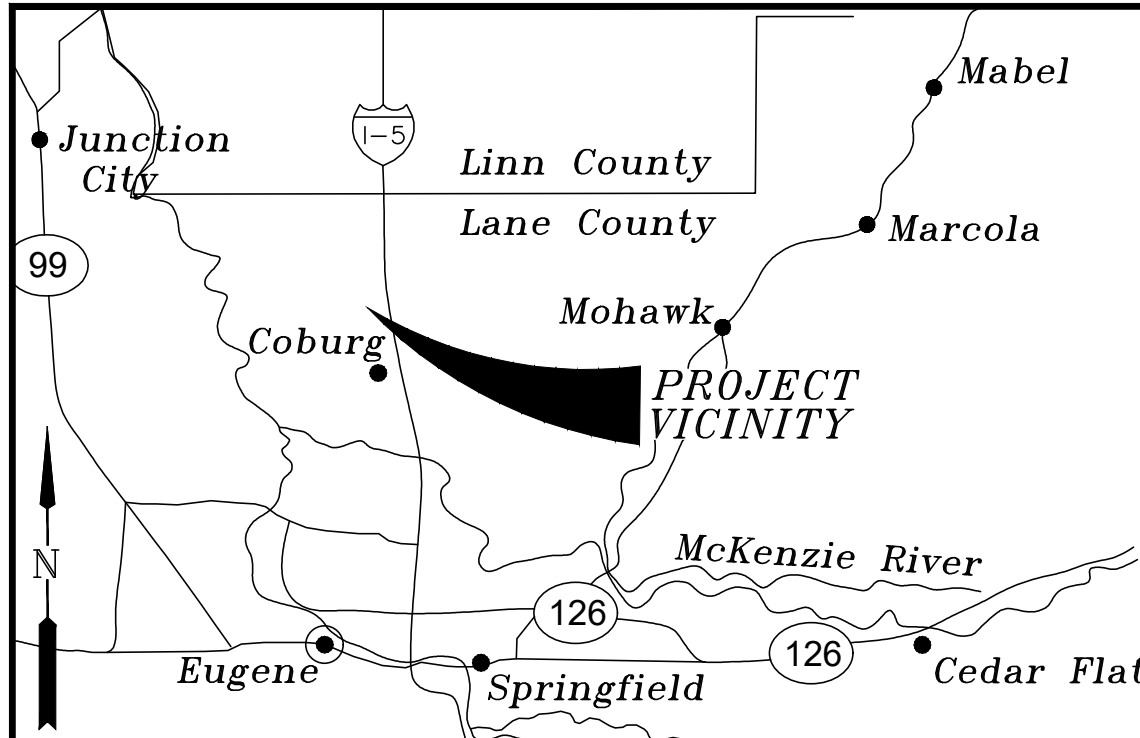 Mabel
I-5
Junction
City
Linn County
Lane County
Marcola
99
Mohawk
Coburg
PROJECT
VICINITY
N
McKenzie River
126
126
Eugene
Springfield
Cedar Flat